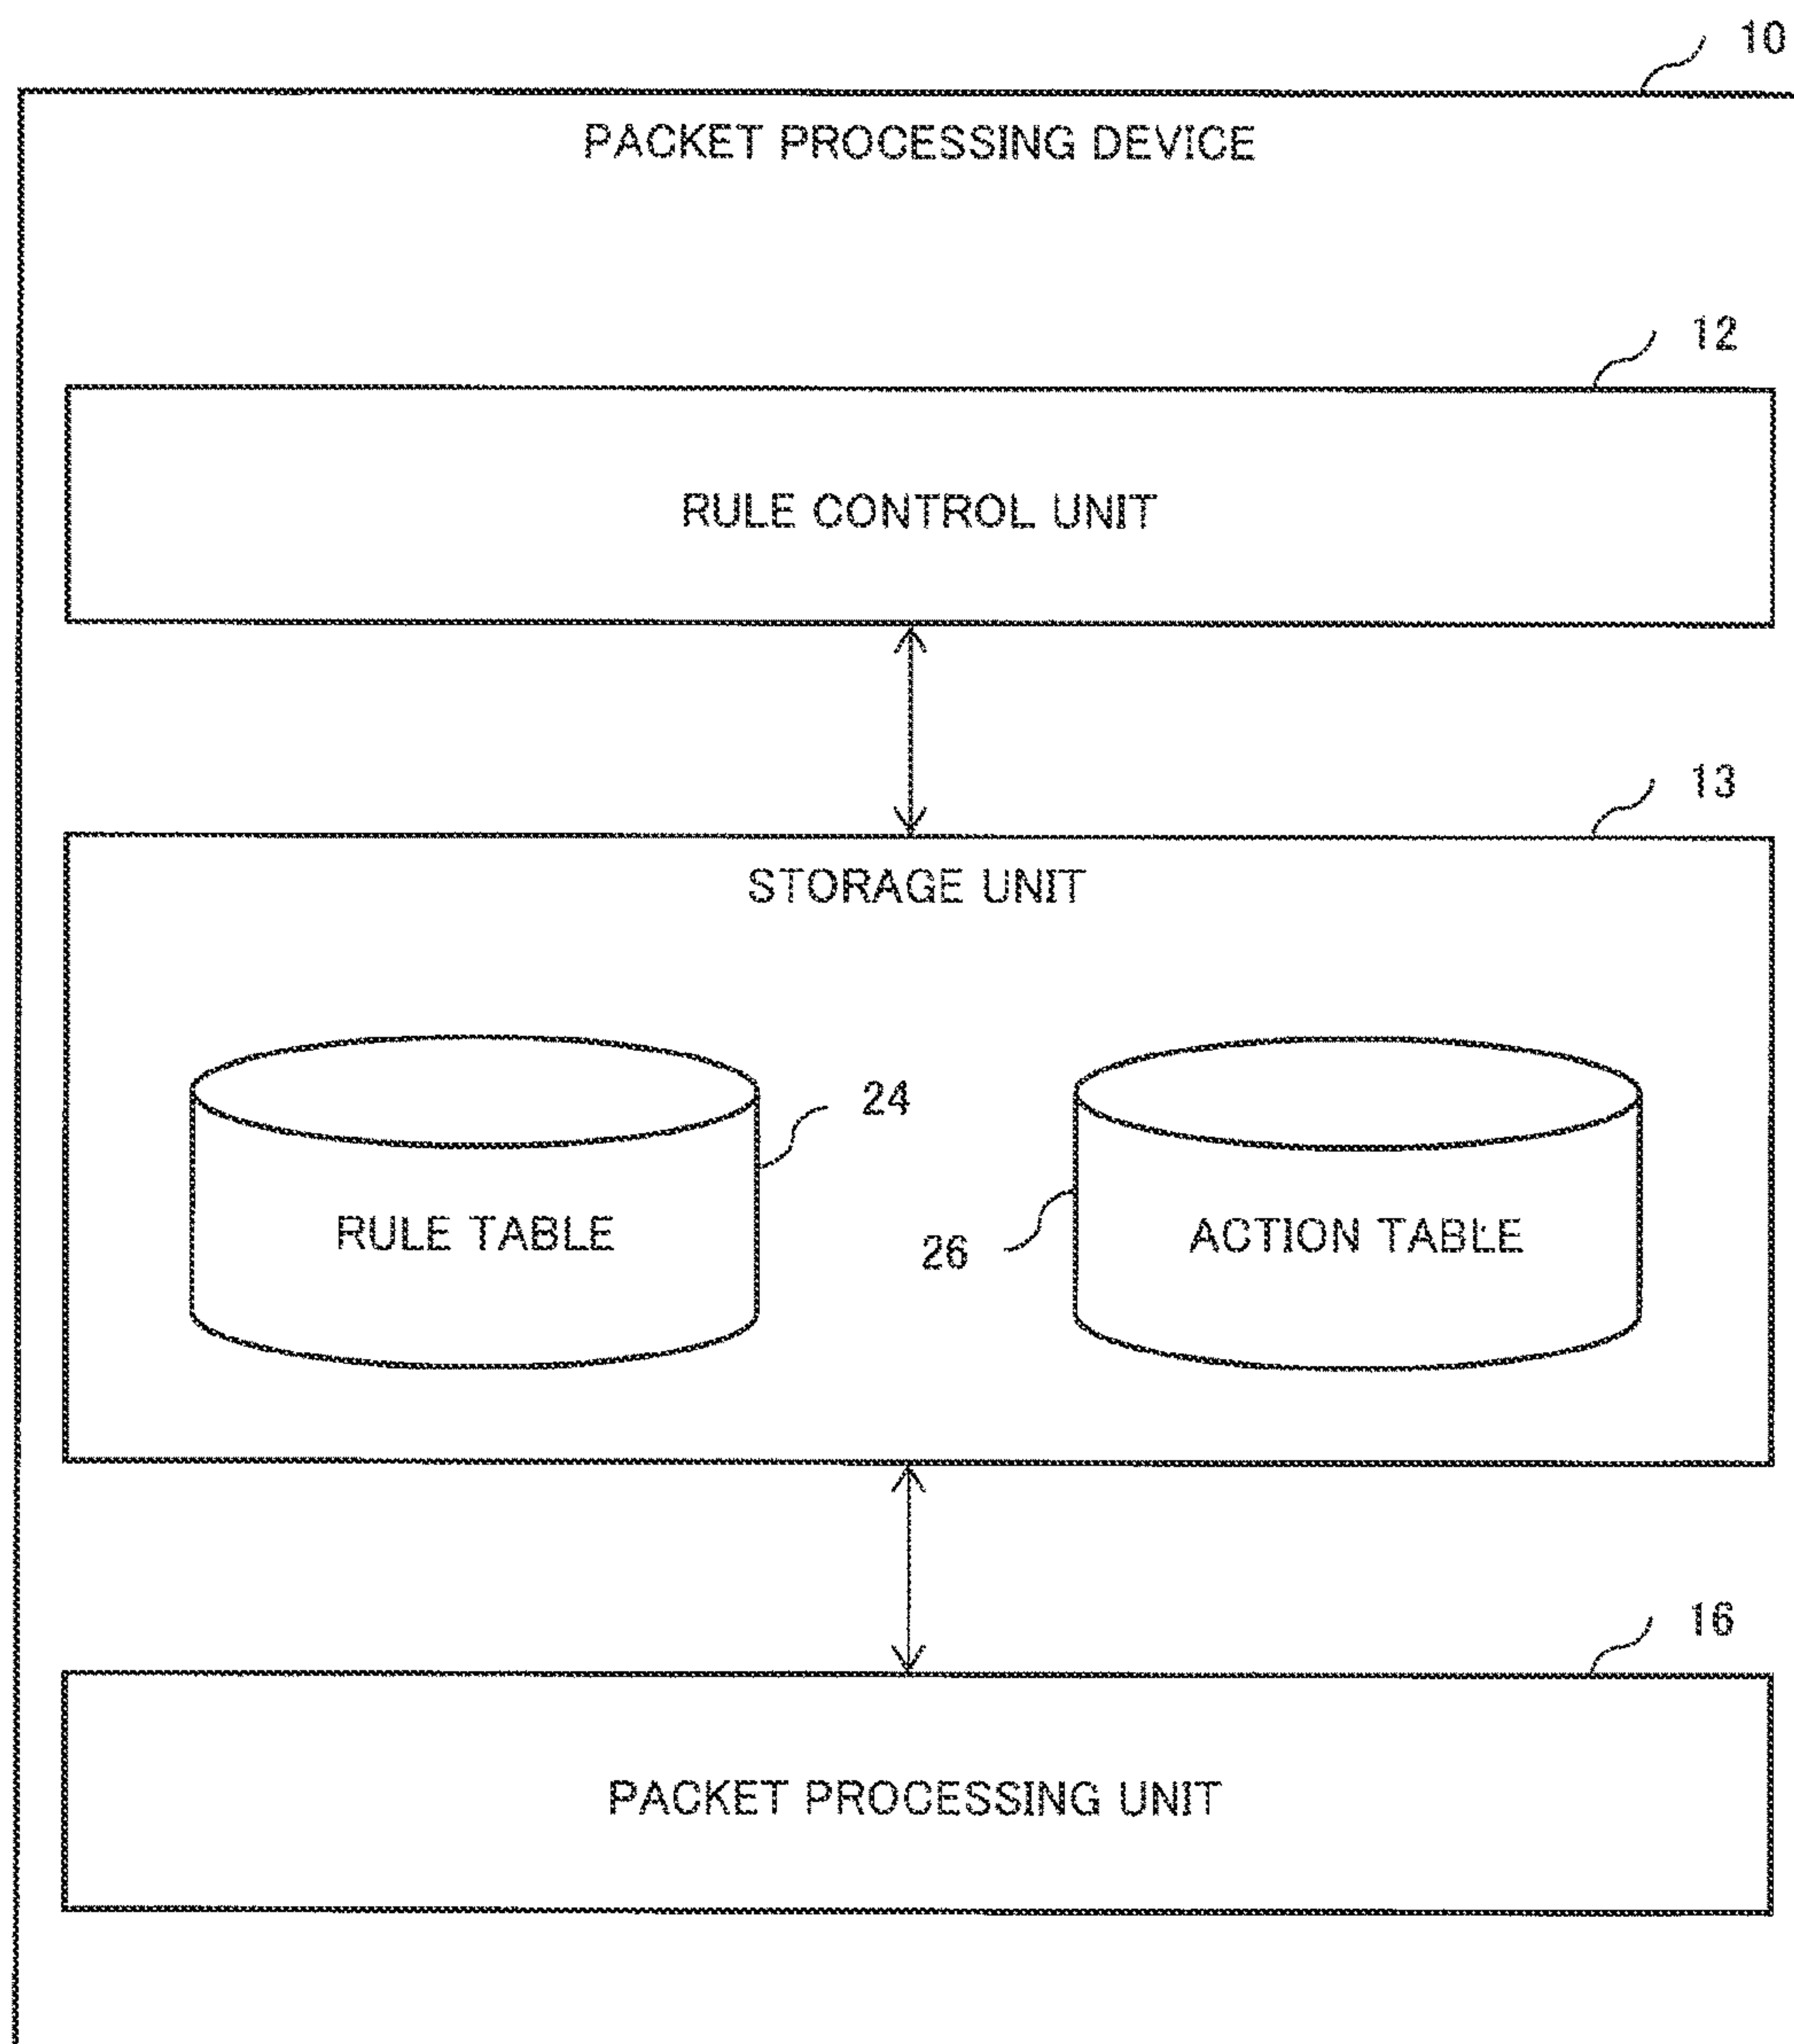 10
PACKET PROCESSING DEVICE
12
RULE CONTROL UNIT
13
STORAGE UNIT
24
RULE TABLE
26
ACTION TABLE
16
PACKET PROCESSING UNIT